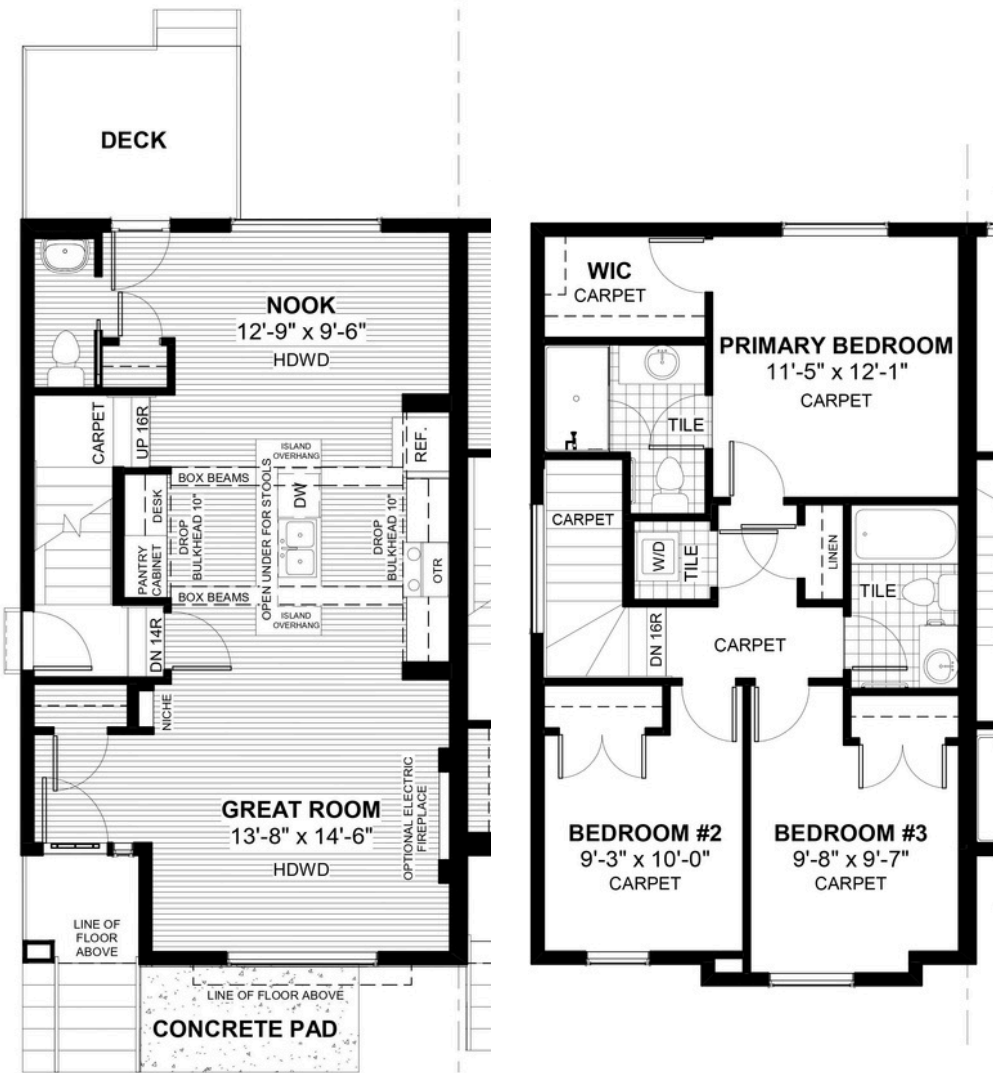 DECK
NOOK
12'-9" x 9'-6"
HDWD
CARPET
UP 16R
REF.
ISLAND
OVERHANG
BOX BEAMS
DW
DESK
PANTRY
CABINET
DROP
BULKHEAD 10"
OPEN UNDER FOR STOOLS
DROP
BULKHEAD 10"
OTR
BOX BEAMS
ISLAND
OVERHANG
DN 14R
NICHE
GREAT ROOM
13'-8" x 14'-6"
HDWD
OPTIONAL ELECTRIC
FIREPLACE
LINE OF
FLOOR
ABOVE
LINE OF FLOOR ABOVE
CONCRETE PAD
WIC
CARPET
PRIMARY BEDROOM
11'-5" x 12'-1"
CARPET
TILE
CARPET
W/D
TILE
LINEN
TILE
DN 16R
CARPET
BEDROOM #2
9'-3" x 10'-0"
CARPET
BEDROOM #3
9'-8" x 9'-7"
CARPET